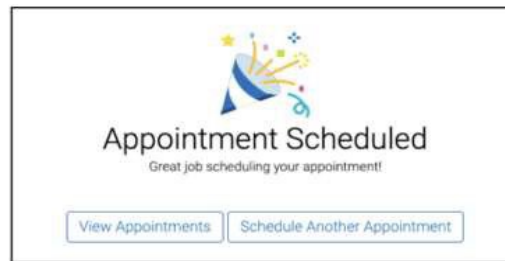 Appointment Scheduled
Great job scheduling your appointment!
View Appointments
Schedule Another Appointment